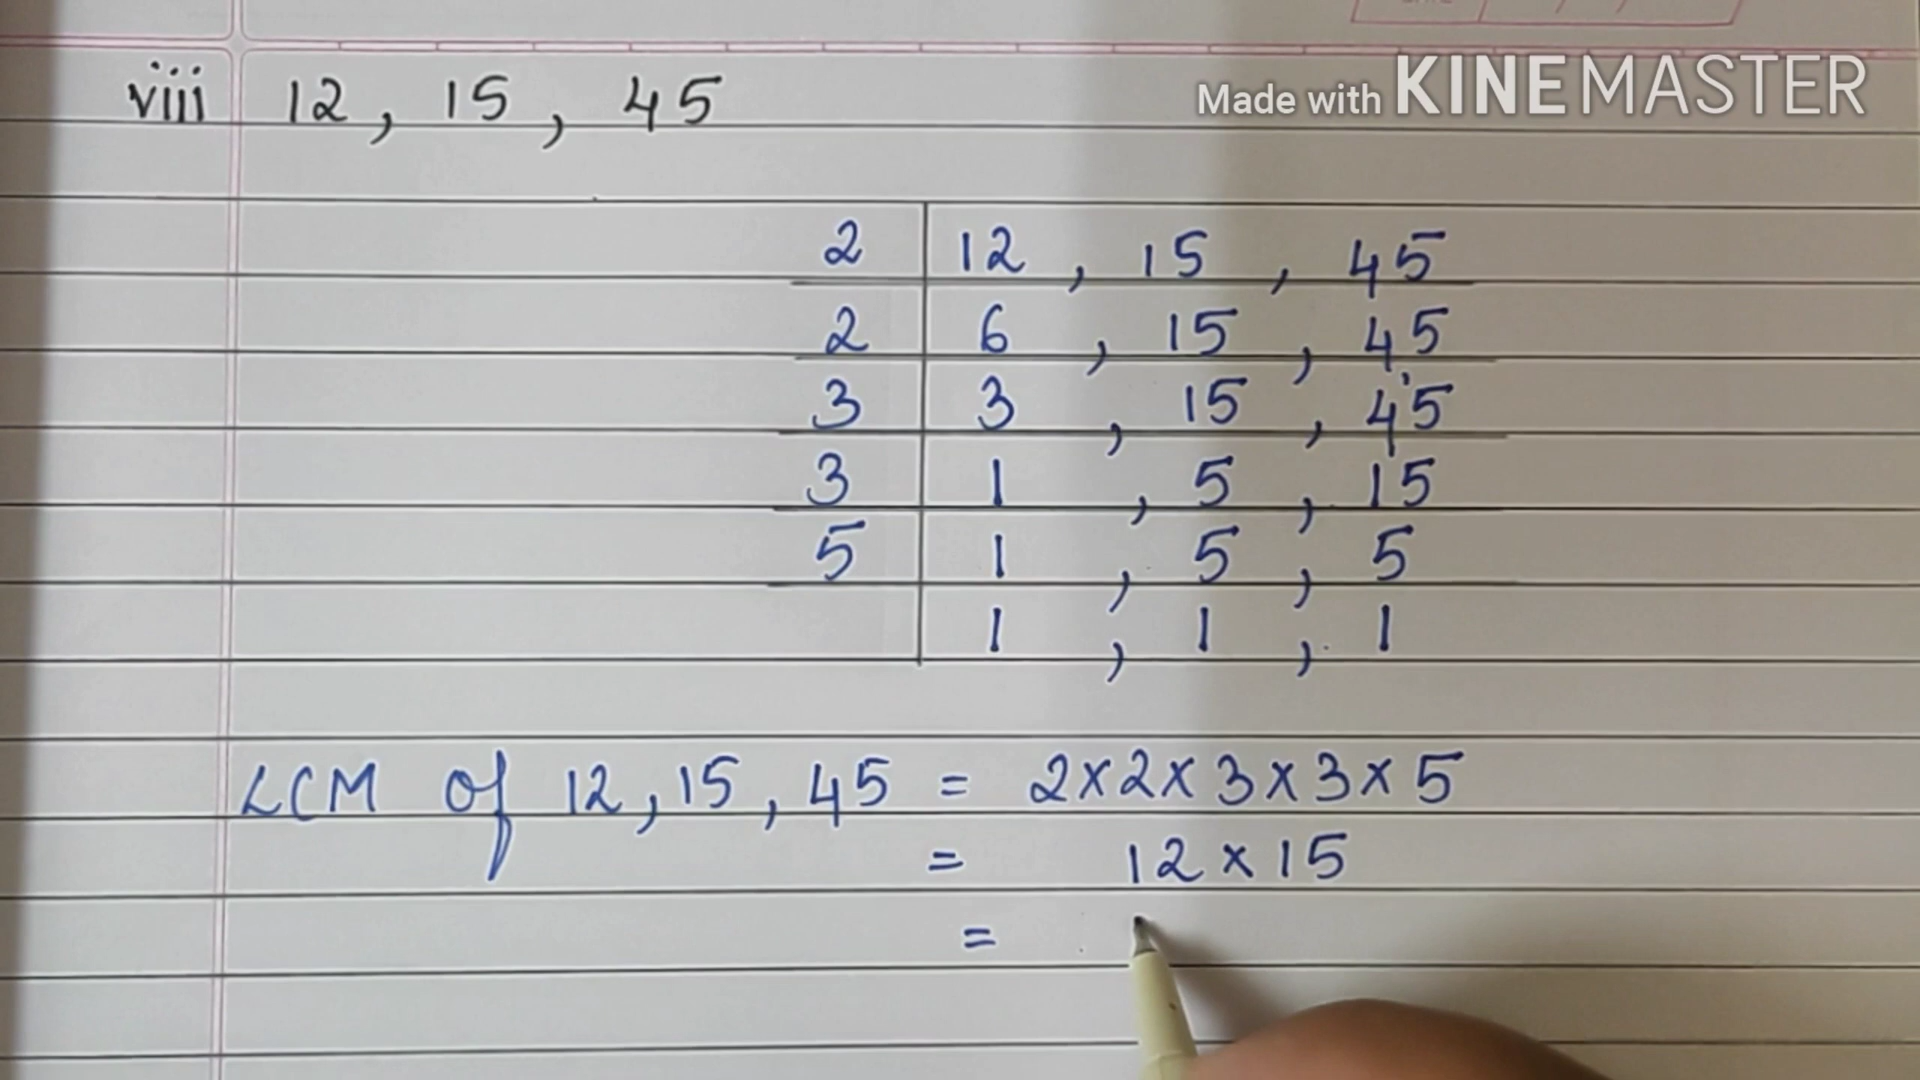 Made with KINEMASTER
viii 12, 15, 45
2 12, 15, 45
2 6, 15, 45
3 3, 15, 45
3 1, 5, 15
5 1, 5, 5
1, 1, 1
LCM of 12, 15, 45 = 2×2×3×3×5
= 12×15
=